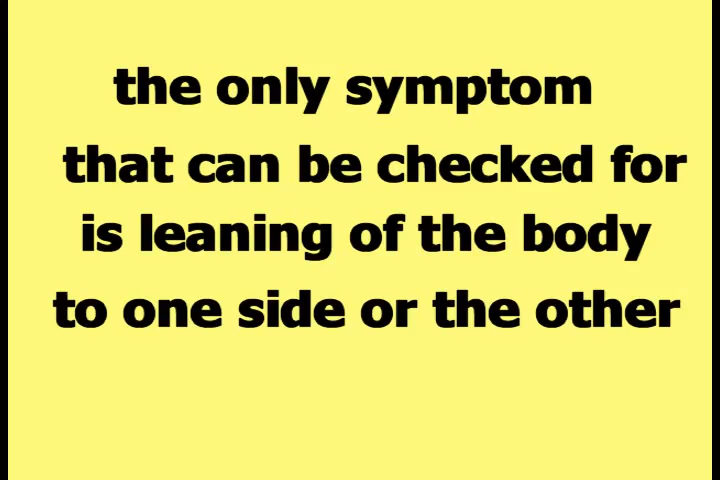 the only symptom
that can be checked for
is leaning of the body
to one side or the other